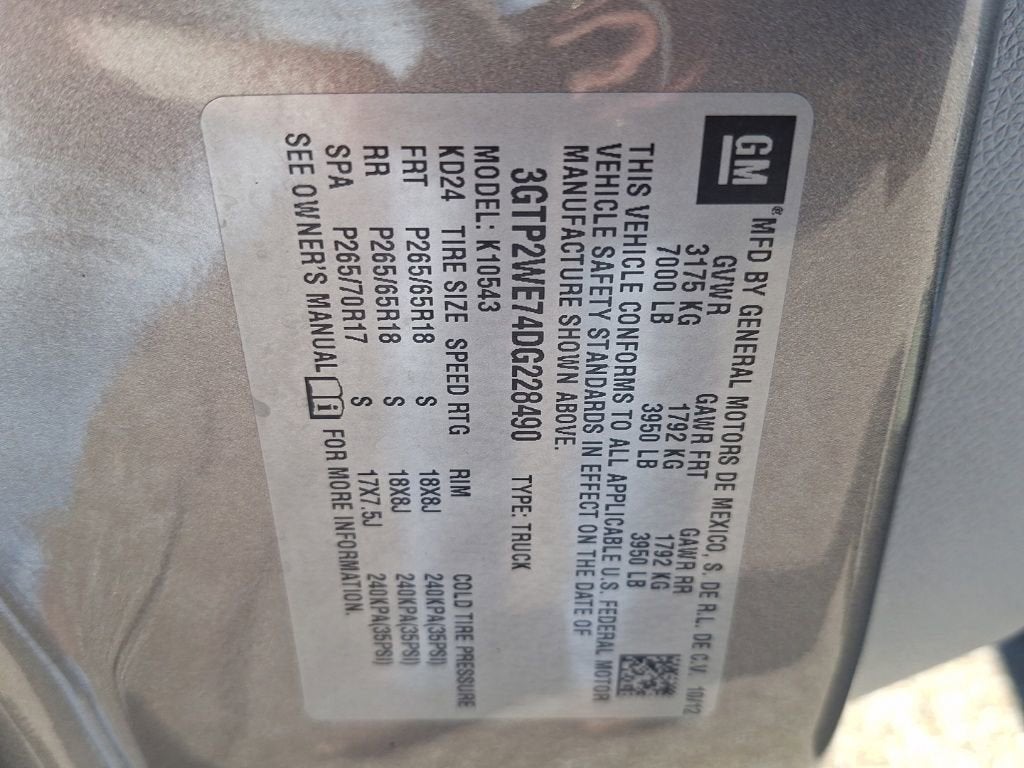 GM
® MFD BY GENERAL MOTORS DE MEXICO, S. DE R.L. DE C.V. 10/12
GVWR GAWR FRT GAWR RR
3175 KG 1792 KG 1792 KG
7000 LB 3950 LB 3950 LB
THIS VEHICLE CONFORMS TO ALL APPLICABLE U.S. FEDERAL MOTOR
VEHICLE SAFETY STANDARDS IN EFFECT ON THE DATE OF
MANUFACTURE SHOWN ABOVE.
3GTP2WE74DG228490 TYPE: TRUCK
MODEL: K10543
KD24 TIRE SIZE SPEED RTG RIM COLD TIRE PRESSURE
FRT P265/65R18 S 18X8J 240KPA(35PSI)
RR P265/65R18 S 18X8J 240KPA(35PSI)
SPA P265/70R17 S 17X7.5J 240KPA(35PSI)
SEE OWNER'S MANUAL i FOR MORE INFORMATION.